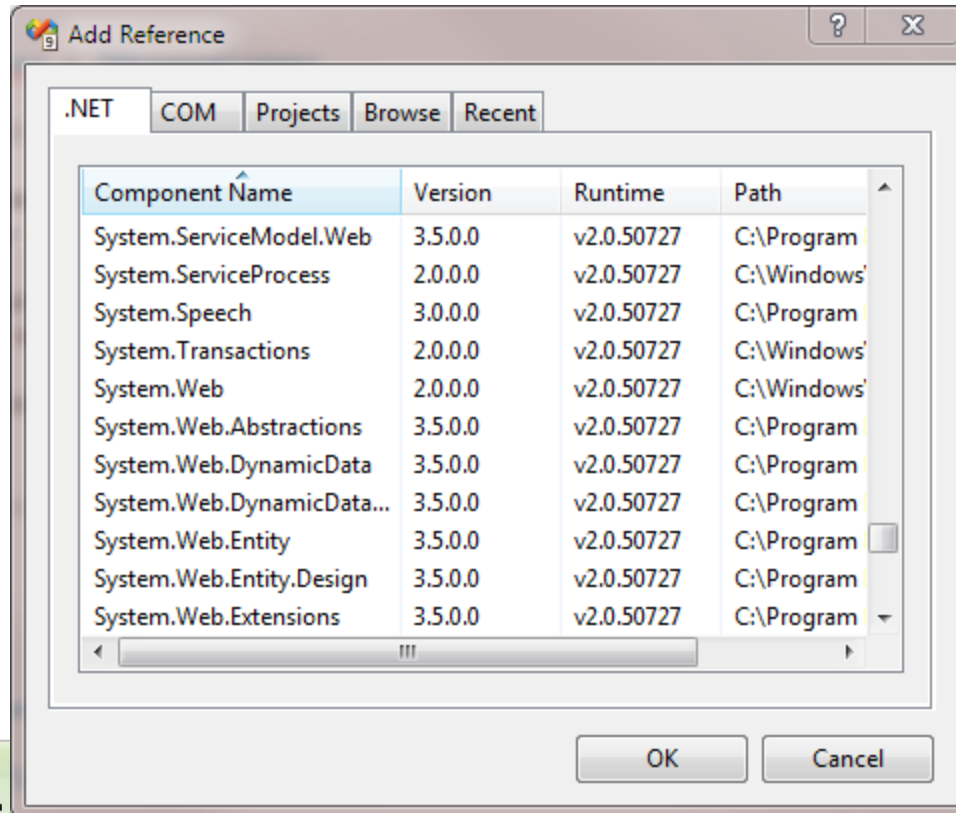 Add Reference
.NET COM Projects Browse Recent
Component Name Version Runtime Path
System.ServiceModel.Web 3.5.0.0 v2.0.50727 C:\Program
System.ServiceProcess 2.0.0.0 v2.0.50727 C:\Windows\
System.Speech 3.0.0.0 v2.0.50727 C:\Program
System.Transactions 2.0.0.0 v2.0.50727 C:\Windows\
System.Web 2.0.0.0 v2.0.50727 C:\Windows\
System.Web.Abstractions 3.5.0.0 v2.0.50727 C:\Program
System.Web.DynamicData 3.5.0.0 v2.0.50727 C:\Program
System.Web.DynamicData... 3.5.0.0 v2.0.50727 C:\Program
System.Web.Entity 3.5.0.0 v2.0.50727 C:\Program
System.Web.Entity.Design 3.5.0.0 v2.0.50727 C:\Program
System.Web.Extensions 3.5.0.0 v2.0.50727 C:\Program
OK Cancel